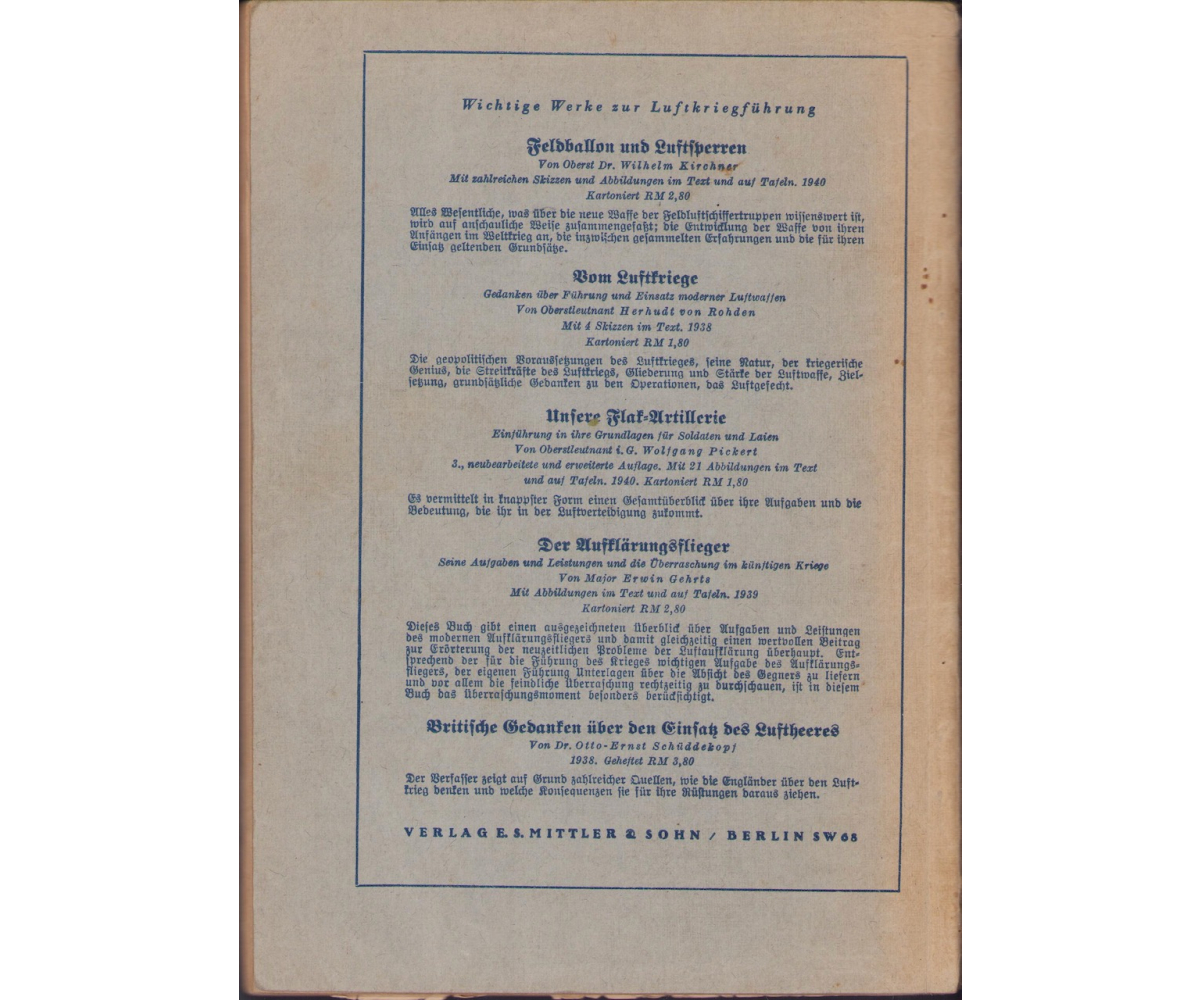 Wichtige Werke zur Luftkriegführung
Feldballon und Luftsperren
Von Oberst Dr. Wilhelm Kirchner
Mit zahlreichen Skizzen und Abbildungen im Text und auf Tafeln. 1940
Kartoniert RM 2,80
Alles Wesentliche, was über die neue Waffe der Feldluftschiffertruppen wissenswert ist,
wird auf anschauliche Weise zusammengefaßt; die Entwicklung der Waffe von ihren
Anfängen im Weltkrieg an, die inzwischen gesammelten Erfahrungen und die für ihren
Einsatz geltenden Grundsätze.
Vom Luftkriege
Gedanken über Führung und Einsatz moderner Luftwaffen
Von Oberstleutnant Herhudt von Rohden
Mit 4 Skizzen im Text. 1938
Kartoniert RM 1,80
Die geopolitischen Voraussetzungen des Luftkrieges, seine Natur, der kriegerische
Genius, die Streitkräfte des Luftkriegs, Gliederung und Stärke der Luftwaffe, Ziel-
setzung, grundsätzliche Gedanken zu den Operationen, das Luftgefecht.
Unsere Flak-Artillerie
Einführung in ihre Grundlagen für Soldaten und Laien
Von Oberstleutnant i. G. Wolfgang Pickert
3., neubearbeitete und erweiterte Auflage. Mit 21 Abbildungen im Text
und auf Tafeln. 1940. Kartoniert RM 1,80
Es vermittelt in knappster Form einen Gesamtüberblick über ihre Aufgaben und die
Bedeutung, die ihr in der Luftverteidigung zukommt.
Der Aufklärungsflieger
Seine Aufgaben und Leistungen und die Überraschung im künftigen Kriege
Von Major Erwin Gehrts
Mit Abbildungen im Text und auf Tafeln. 1939
Kartoniert RM 2,80
Dieses Buch gibt einen ausgezeichneten Überblick über Aufgaben und Leistungen
des modernen Aufklärungsfliegers und damit gleichzeitig einen wertvollen Beitrag
zur Erörterung der neuzeitlichen Probleme der Luftaufklärung überhaupt. Ent-
sprechend der für die Führung des Krieges wichtigen Aufgabe des Aufklärungs-
fliegers, der eigenen Führung Unterlagen über die Absicht des Gegners zu liefern
und vor allem die feindliche Überraschung rechtzeitig zu durchschauen, ist in diesem
Buch das Überraschungsmoment besonders berücksichtigt.
Britische Gedanken über den Einsatz des Luftheeres
Von Dr. Otto-Ernst Schüddekopf
1938. Geheftet RM 3,80
Der Verfasser zeigt auf Grund zahlreicher Quellen, wie die Engländer über den Luft-
krieg denken und welche Konsequenzen sie für ihre Rüstungen daraus ziehen.
VERLAG E. S. MITTLER & SOHN / BERLIN SW 68